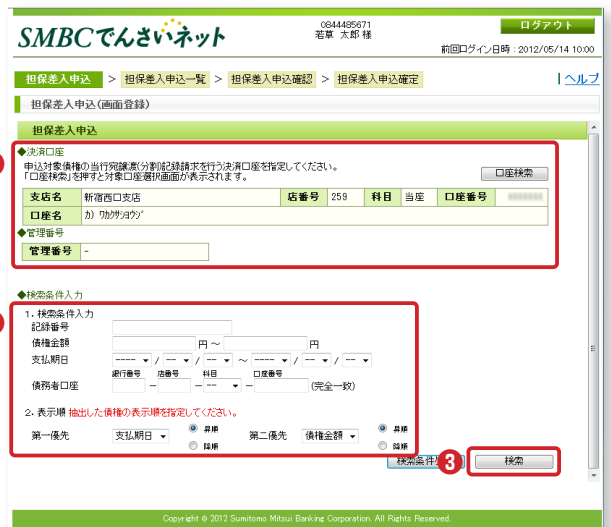 SMBCでんさいネット
0844485671
若草 太郎 様
ログアウト
前回ログイン日時：2012/05/14 10:00
担保差入申込 > 担保差入申込一覧 > 担保差入申込確認 > 担保差入申込確定
ヘルプ
担保差入申込(画面登録)
担保差入申込
◆決済口座
申込対象債権の当行宛譲渡(分割)記録請求を行う決済口座を指定してください。
「口座検索」を押すと対象口座選択画面が表示されます。
口座検索
支店名 新宿西口支店 店番号 259 科目 当座 口座番号
口座名 カ）ワカクサシヨウジ
◆管理番号
管理番号 -
◆検索条件入力
1. 検索条件入力
記録番号
債権金額 円 ～ 円
支払期日 ---- / -- / -- ～ ---- / -- / --
銀行番号 店番号 科目 口座番号
債務者口座 － － -- － (完全一致)
2. 表示順 抽出した債権の表示順を指定してください。
第一優先 支払期日 昇順 降順 第二優先 債権金額 昇順 降順
検索条件
3 検索
Copyright © 2012 Sumitomo Mitsui Banking Corporation. All Rights Reserved.